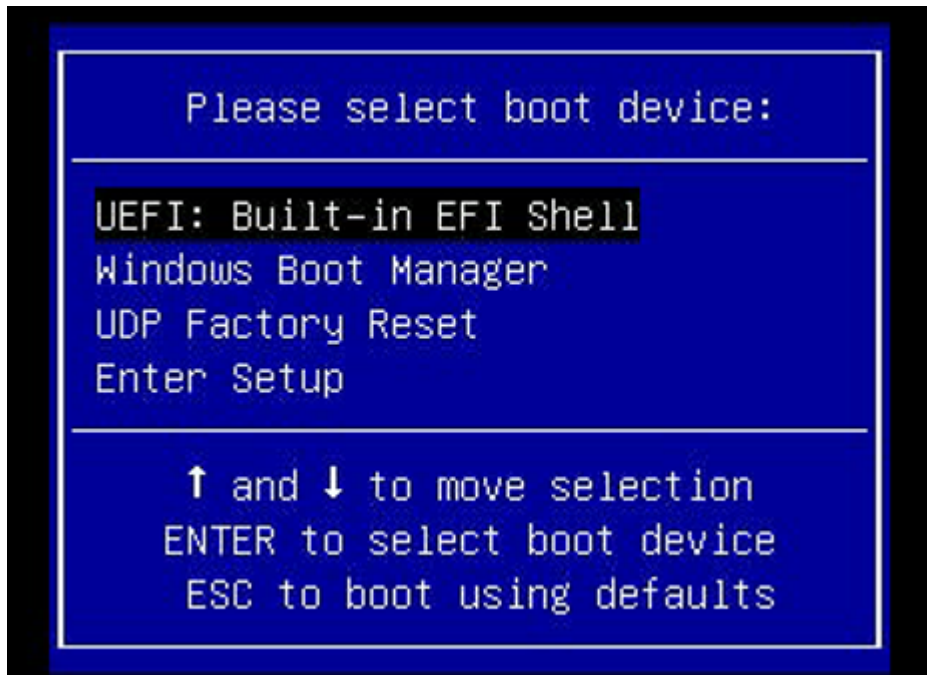 Please select boot device:
UEFI: Built-in EFI Shell
Windows Boot Manager
UDP Factory Reset
Enter Setup
↑ and ↓ to move selection
ENTER to select boot device
ESC to boot using defaults